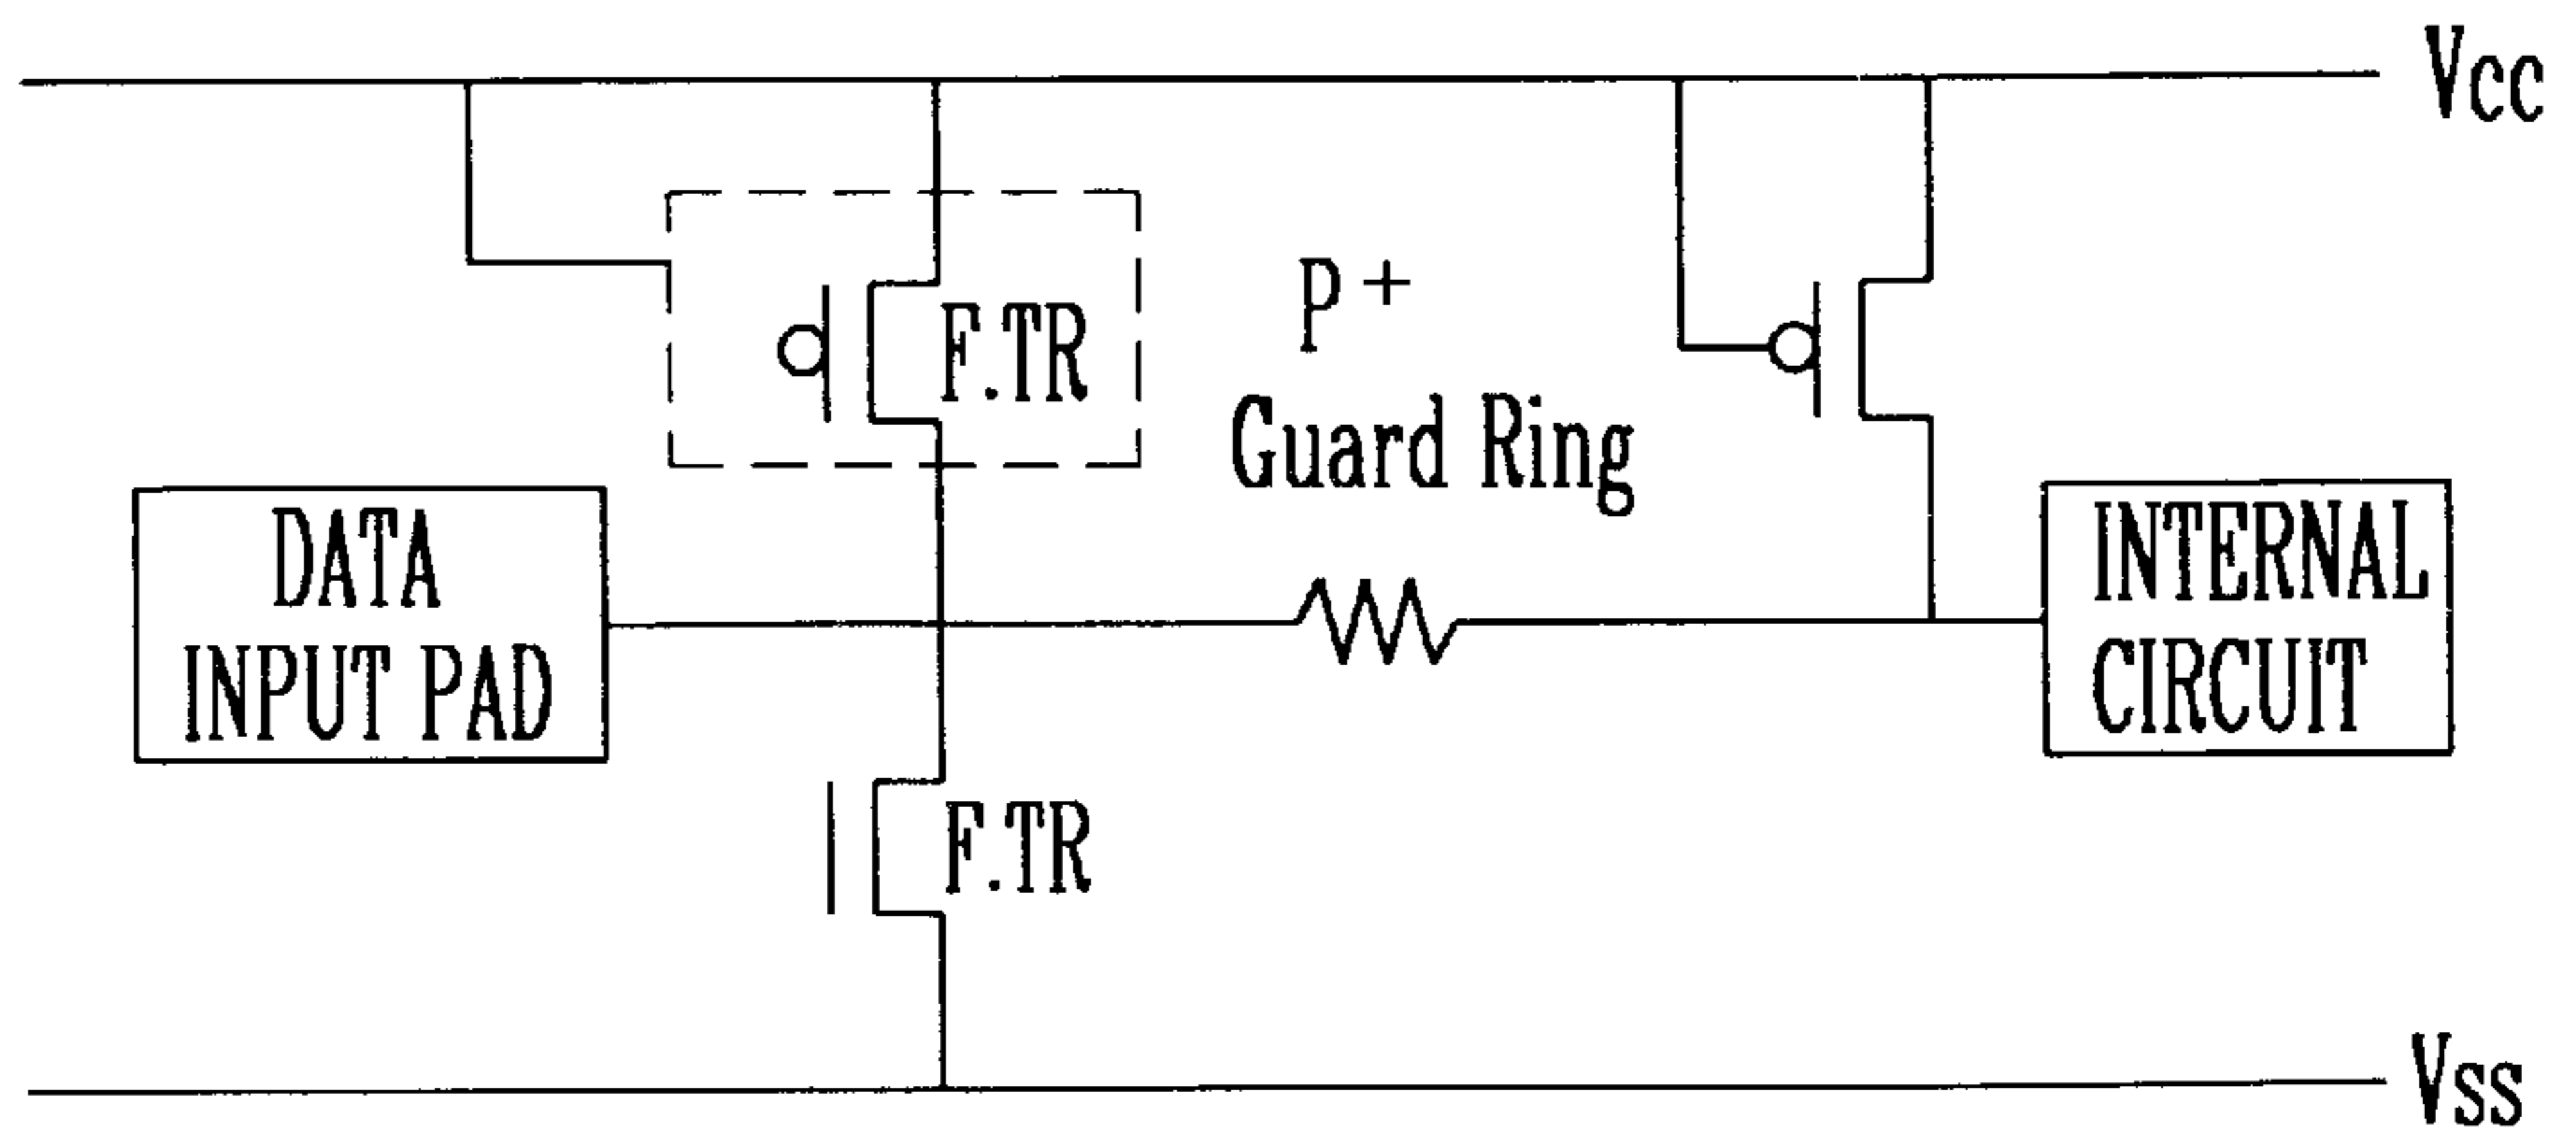 Vcc
F.TR
P+
Guard Ring
DATA
INPUT PAD
INTERNAL
CIRCUIT
F.TR
Vss